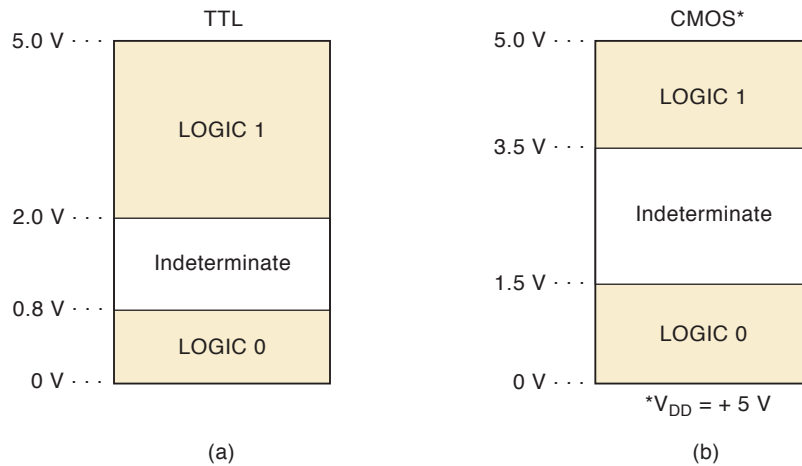 TTL
5.0 V · · ·
LOGIC 1
2.0 V · · ·
Indeterminate
0.8 V · · ·
LOGIC 0
0 V · · ·
(a)
CMOS*
5.0 V · · ·
LOGIC 1
3.5 V · · ·
Indeterminate
1.5 V · · ·
LOGIC 0
0 V · · ·
*VDD = + 5 V
(b)